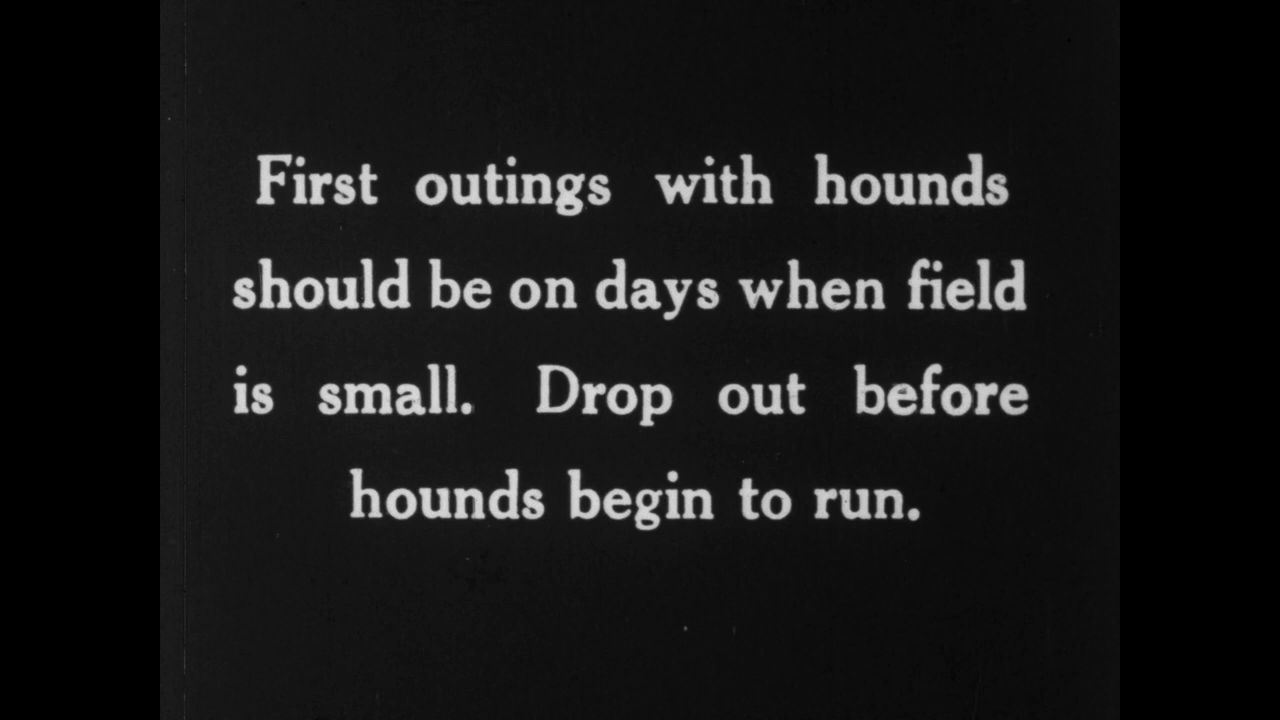 First outings with hounds
should be on days when field
is small. Drop out before
hounds begin to run.